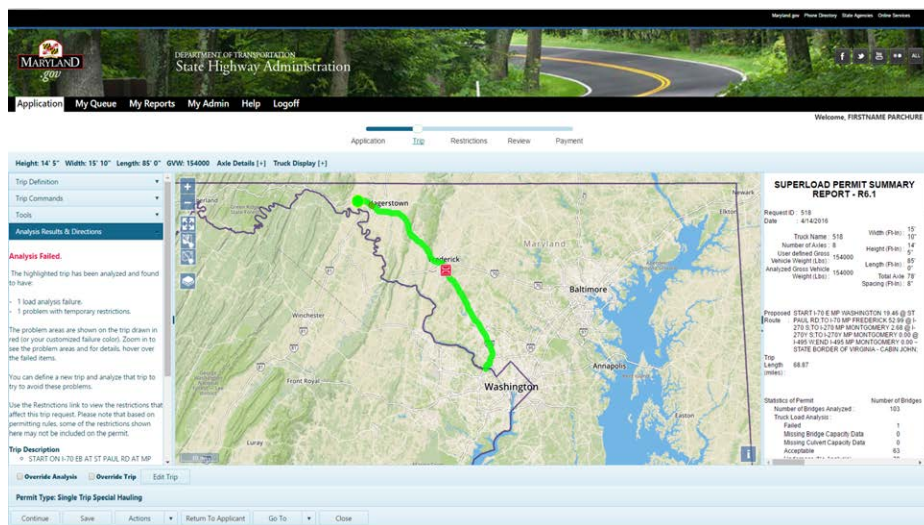 Maryland.gov Phone Directory State Agencies Online Services
MARYLAND
.gov
DEPARTMENT OF TRANSPORTATION
State Highway Administration
ALL
Application My Queue My Reports My Admin Help Logoff
Welcome, FIRSTNAME PARCHURE
Application Trip Restrictions Review Payment
Height: 14' 5" Width: 15' 10" Length: 85' 0" GVW: 154000 Axle Details [+] Truck Display [+]
Trip Definition
Trip Commands
Tools
Analysis Results & Directions
Analysis Failed.
The highlighted trip has been analyzed and found
to have:
- 1 load analysis failure.
- 1 problem with temporary restrictions.
The problem areas are shown on the trip drawn in
red (or your customized failure color). Zoom in to
see the problem areas and for details, hover over
the failed items.
You can define a new trip and analyze that trip to
try to avoid these problems.
Use the Restrictions link to view the restrictions that
affect this trip request. Please note that based on
permitting rules, some of the restrictions shown
here may not be included on the permit.
Trip Description
START ON I-70 EB AT ST PAUL RD AT MP
Hagerstown
Frederick
Maryland
Newark
Elkton
Baltimore
Winchester
Annapolis
Washington
Front Royal
Easton
Luray
SUPERLOAD PERMIT SUMMARY
REPORT - R6.1
Request ID : 518
Date : 4/14/2016
Truck Name : 518
Number of Axles : 8
User defined Gross
Vehicle Weight (Lbs): 154000
Analyzed Gross Vehicle
Weight (Lbs): 154000
Width (Ft-In): 15'
10"
Height (Ft-In): 14'
5"
Length (Ft-In): 85'
0"
Total Axle 78'
Spacing (Ft-In): 8"
Proposed START I-70 E MP WASHINGTON 19.46 @ ST
Route PAUL RD;TO I-70 MP FREDERICK 52.99 @ I-
270 S;TO I-270 MP MONTGOMERY 2.68 @ I-
270Y S;TO I-270Y MP MONTGOMERY 0.00 @
I-495 W;END I-495 MP MONTGOMERY 0.00 ~
STATE BORDER OF VIRGINIA - CABIN JOHN.
Trip
Length 68.67
(miles) :
Statistics of Permit Number of Bridges
Number of Bridges Analyzed : 103
Truck Load Analysis :
Failed 1
Missing Bridge Capacity Data 0
Missing Culvert Capacity Data 0
Acceptable 63
Override Analysis Override Trip Edit Trip
Permit Type: Single Trip Special Hauling
Continue Save Actions Return To Applicant Go To Close